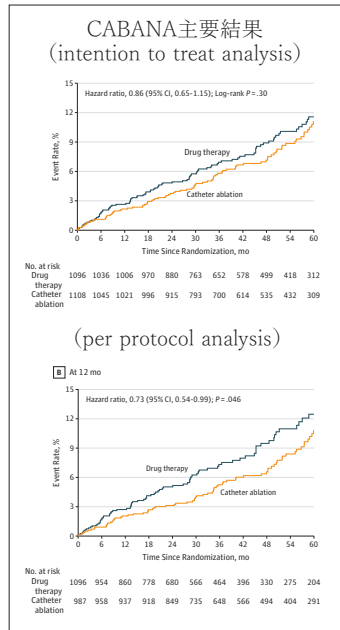 CABANA主要結果
(intention to treat analysis)
15
Hazard ratio, 0.86 (95% CI, 0.65-1.15); Log-rank P = .30
12
9
6
3
0
Event Rate, %
Drug therapy
Catheter ablation
0 6 12 18 24 30 36 42 48 54 60
Time Since Randomization, mo
No. at risk
Drug therapy 1096 1036 1006 970 880 763 652 578 499 418 312
Catheter ablation 1108 1045 1021 996 915 793 700 614 535 432 309
(per protocol analysis)
B At 12 mo
15
Hazard ratio, 0.73 (95% CI, 0.54-0.99); P = .046
12
9
6
3
0
Event Rate, %
Drug therapy
Catheter ablation
0 6 12 18 24 30 36 42 48 54 60
Time Since Randomization, mo
No. at risk
Drug therapy 1096 954 860 778 680 566 464 396 330 275 204
Catheter ablation 987 958 937 918 849 735 648 566 494 404 291